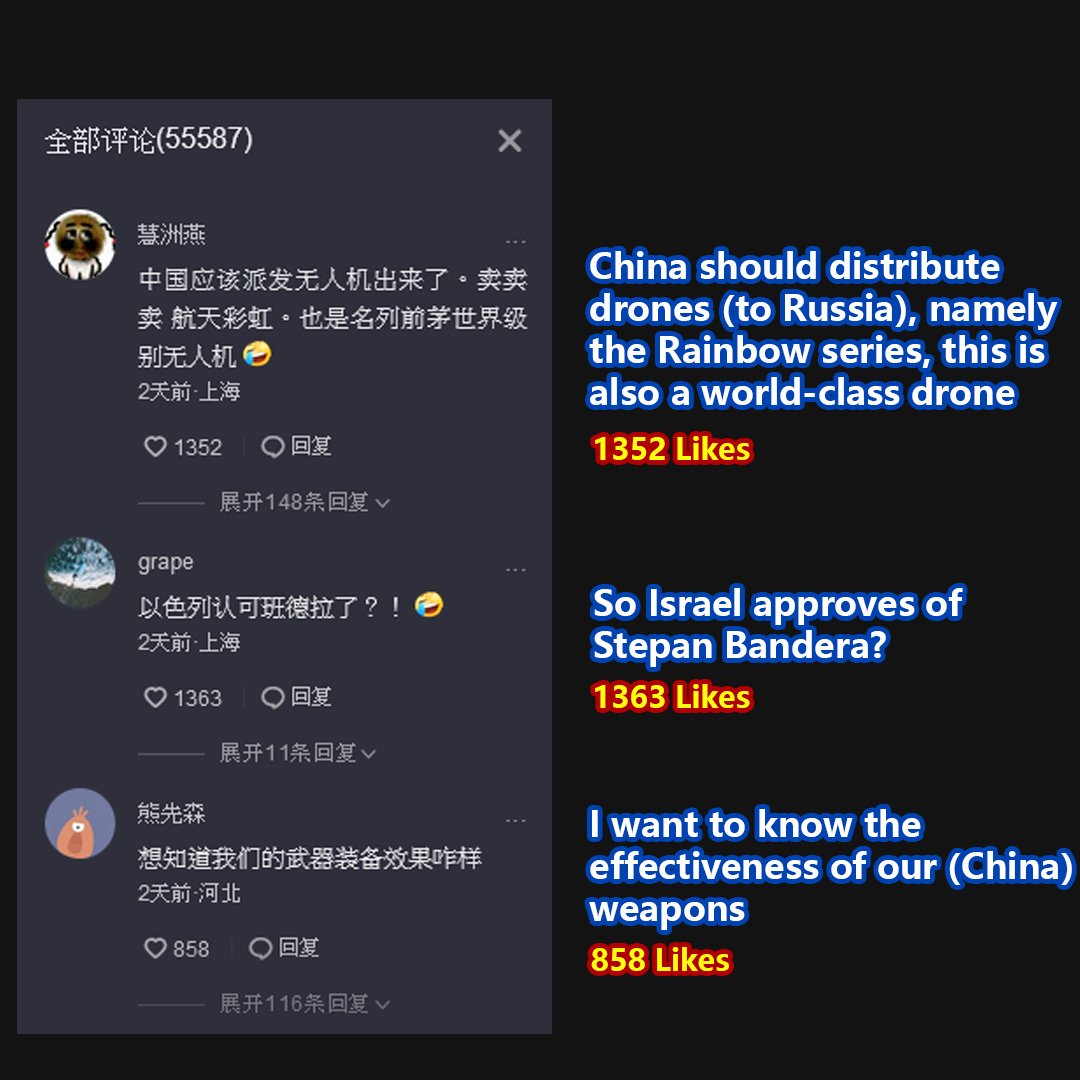 全部评论(55587)
慧洲燕
中国应该派发无人机出来了。卖卖
卖 航天彩虹。也是名列前茅世界级
别无人机🤣
2天前·上海
1352 回复
展开148条回复
China should distribute
drones (to Russia), namely
the Rainbow series, this is
also a world-class drone
1352 Likes
grape
以色列认可班德拉了？！🤣
2天前·上海
1363 回复
展开11条回复
So Israel approves of
Stepan Bandera?
1363 Likes
熊先森
想知道我们的武器装备效果咋样
2天前·河北
858 回复
展开116条回复
I want to know the
effectiveness of our (China)
weapons
858 Likes